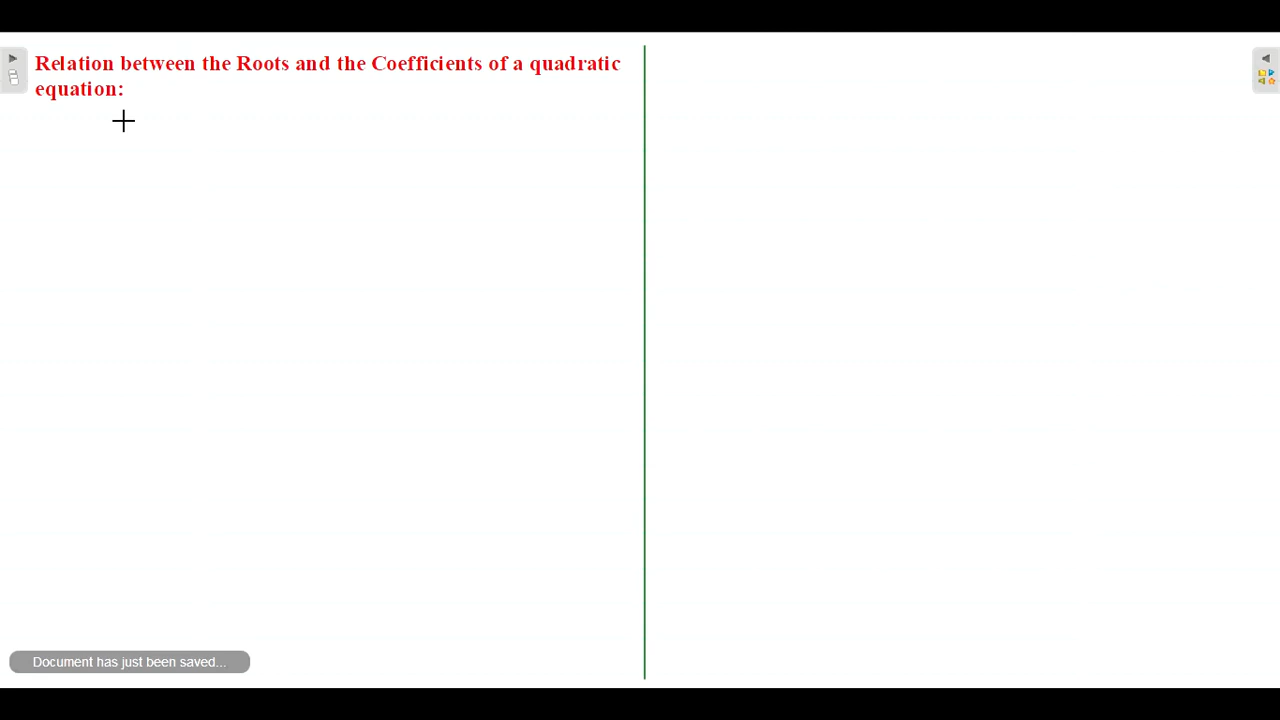 Relation between the Roots and the Coefficients of a quadratic
equation:
Document has just been saved...